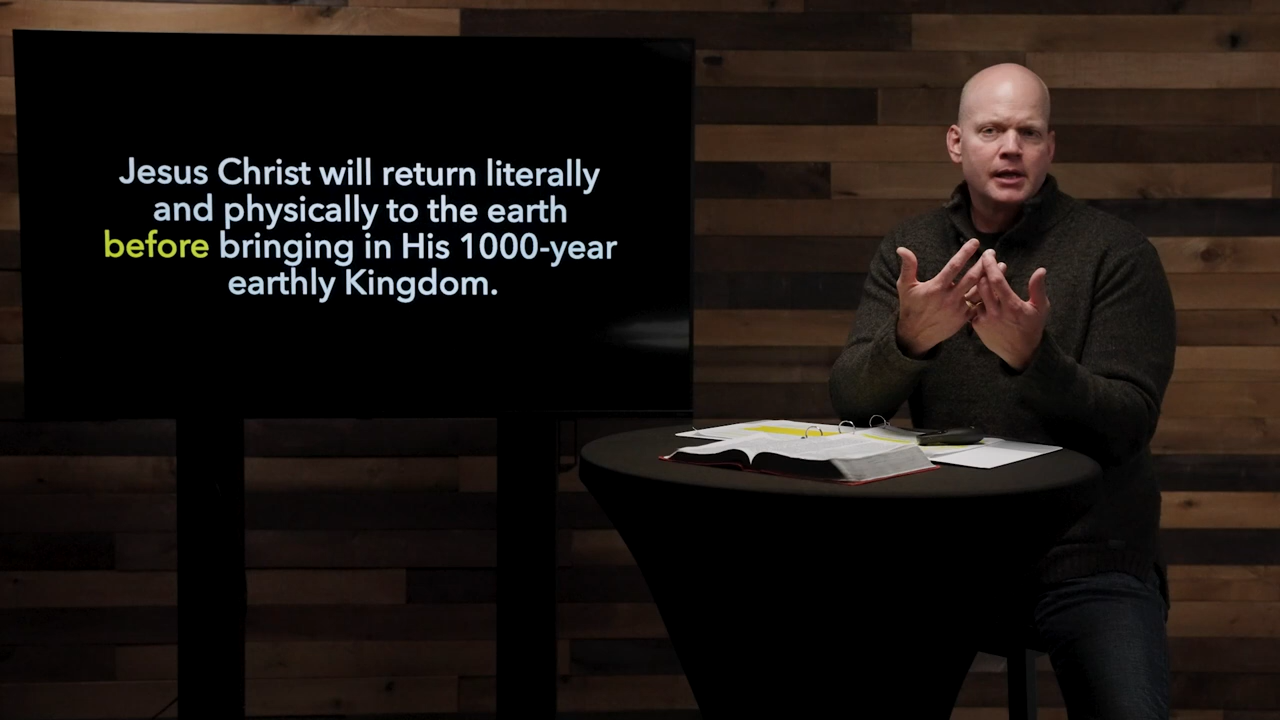 Jesus Christ will return literally
and physically to the earth
before bringing in His 1000-year
earthly Kingdom.